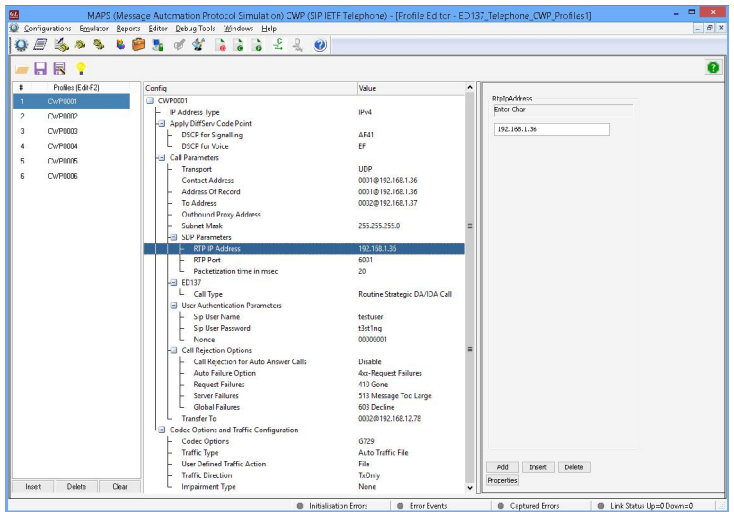 MAPS (Message Automation Protocol Simulation) CWP (SIP IETF Telephone) - [Profile Editor - ED137_Telephone_CWP_Profiles1]
Configurations Emulator Reports Editor Debug Tools Windows Help
# Profiles (Edit-F2)
1 CWP0001
2 CWP0002
3 CWP0003
4 CWP0004
5 CWP0005
6 CWP0006
Insert Delete Clear
Config Value
CWP0001
IP Address Type IPv4
Apply DiffServ Code Point
DSCP for Signalling AF41
DSCP for Voice EF
Call Parameters
Transport UDP
Contact Address 0001@192.168.1.36
Address Of Record 0001@192.168.1.36
To Address 0002@192.168.1.37
Outbound Proxy Address
Subnet Mask 255.255.255.0
SDP Parameters
RTP IP Address 192.168.1.36
RTP Port 6001
Packetization time in msec 20
ED137
Call Type Routine Strategic DA/IDA Call
User Authentication Parameters
Sip User Name testuser
Sip User Password t3st1ng
Nonce 00000001
Call Rejection Options
Call Rejection for Auto Answer Calls Disable
Auto Failure Option 4xx-Request Failures
Request Failures 410 Gone
Server Failures 513 Message Too Large
Global Failures 603 Decline
Transfer To 0002@192.168.12.78
Codec Options and Traffic Configuration
Codec Options G729
Traffic Type Auto Traffic File
User Defined Traffic Action File
Traffic Direction TxOnly
Impairment Type None
RtpIpAddress
Enter Char
192.168.1.36
Add Insert Delete
Properties
Initialisation Errors Error Events Captured Errors Link Status Up=0 Down=0